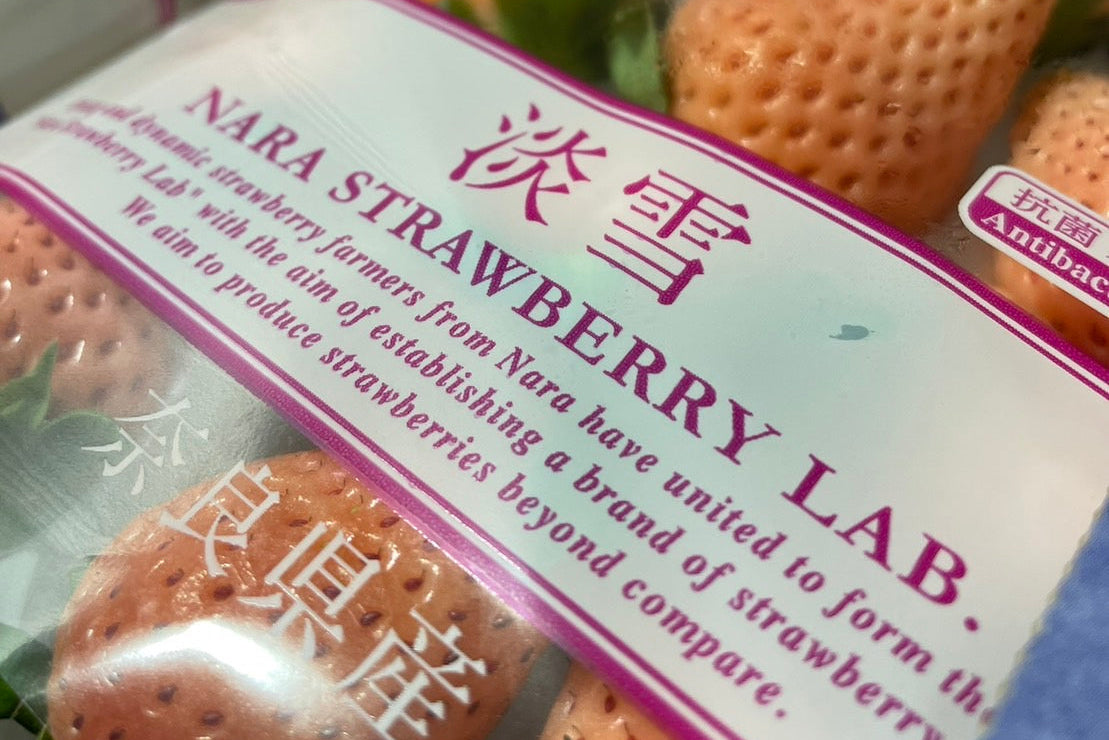 淡雪
NARA STRAWBERRY LAB.
and dynamic strawberry farmers from Nara have united to form the
Strawberry Lab" with the aim of establishing a brand of strawberry
We aim to produce strawberries beyond compare.
抗菌
Antibac
奈良県産